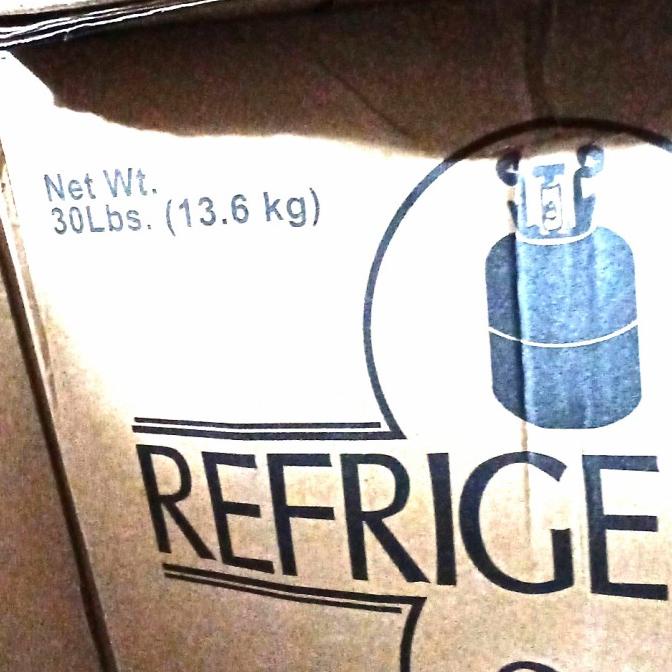 Net Wt.
30Lbs. (13.6 kg)
REFRIGE